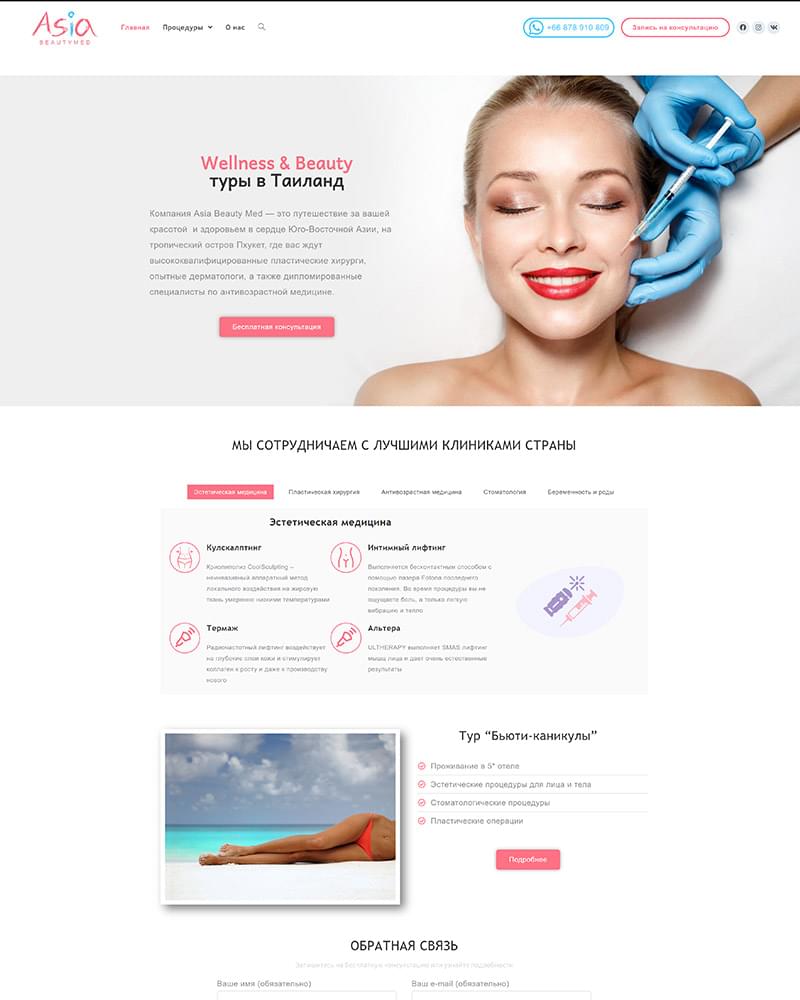 Asia
BEAUTYMED
Главная Процедуры О нас
+66 878 910 809
Запись на консультацию
Wellness & Beauty
туры в Таиланд
Компания Asia Beauty Med — это путешествие за вашей
красотой и здоровьем в сердце Юго-Восточной Азии, на
тропический остров Пхукет, где вас ждут
высококвалифицированные пластические хирурги,
опытные дерматологи, а также дипломированные
специалисты по антивозрастной медицине.
Бесплатная консультация
МЫ СОТРУДНИЧАЕМ С ЛУЧШИМИ КЛИНИКАМИ СТРАНЫ
Эстетическая медицина Пластическая хирургия Антивозрастная медицина Стоматология Беременность и роды
Эстетическая медицина
Кулскалптинг
Криолиполиз CoolSculpting –
неинвазивный аппаратный метод
локального воздействия на жировую
ткань умеренно низкими температурами
Интимный лифтинг
Выполняется бесконтактным способом с
помощью лазера Fotona последнего
поколения. Во время процедуры вы не
ощущаете боль, а только легкую
вибрацию и тепло
Термаж
Радиочастотный лифтинг воздействует
на глубокие слои кожи и стимулирует
коллаген к росту и даже к производству
нового
Альтера
ULTHERAPY выполняет SMAS лифтинг
мышц лица и дает очень естественные
результаты
Тур “Бьюти-каникулы”
Проживание в 5* отеле
Эстетические процедуры для лица и тела
Стоматологические процедуры
Пластические операции
Подробнее
ОБРАТНАЯ СВЯЗЬ
Запишитесь на бесплатную консультацию или узнайте подробности
Ваше имя (обязательно) Ваш e-mail (обязательно)